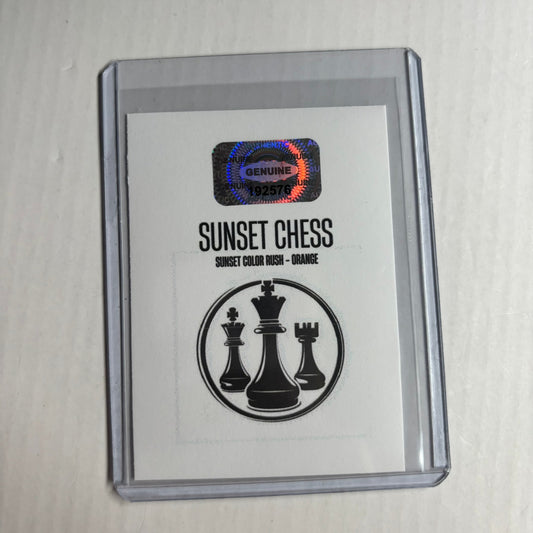 GENUINE
192576
SUNSET CHESS
SUNSET COLOR RUSH - ORANGE